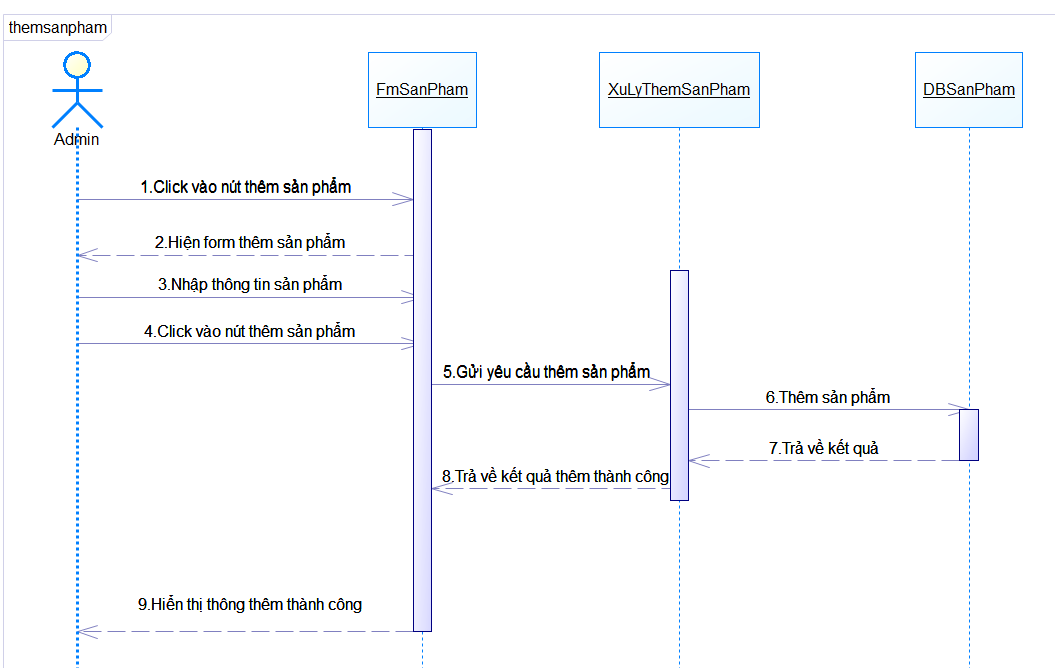 themsanpham
FmSanPham
XuLyThemSanPham
DBSanPham
Admin
1.Click vào nút thêm sản phẩm
2.Hiện form thêm sản phẩm
3.Nhập thông tin sản phẩm
4.Click vào nút thêm sản phẩm
5.Gửi yêu cầu thêm sản phẩm
6.Thêm sản phẩm
7.Trả về kết quả
8.Trả về kết quả thêm thành công
9.Hiển thị thông thêm thành công